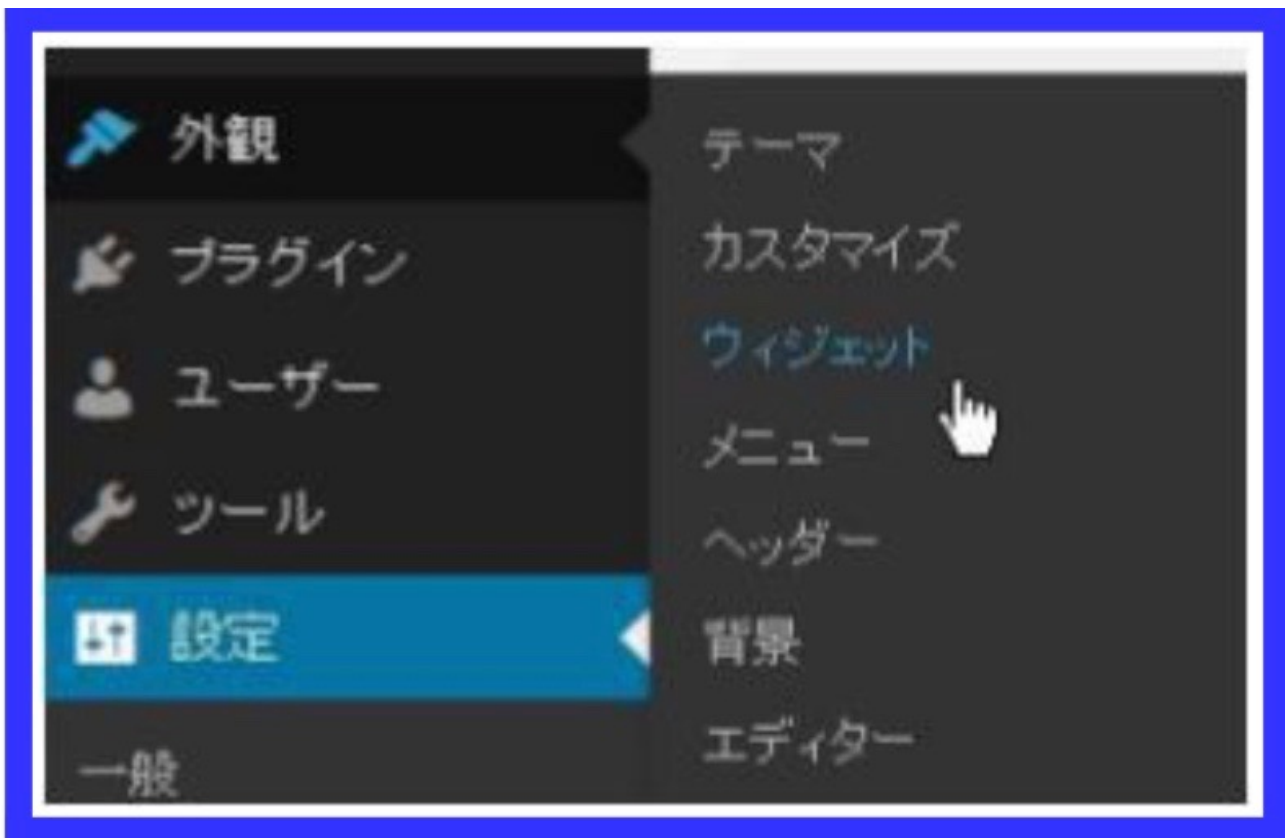 外観
プラグイン
ユーザー
ツール
設定
一般
テーマ
カスタマイズ
ウィジェット
メニュー
ヘッダー
背景
エディター